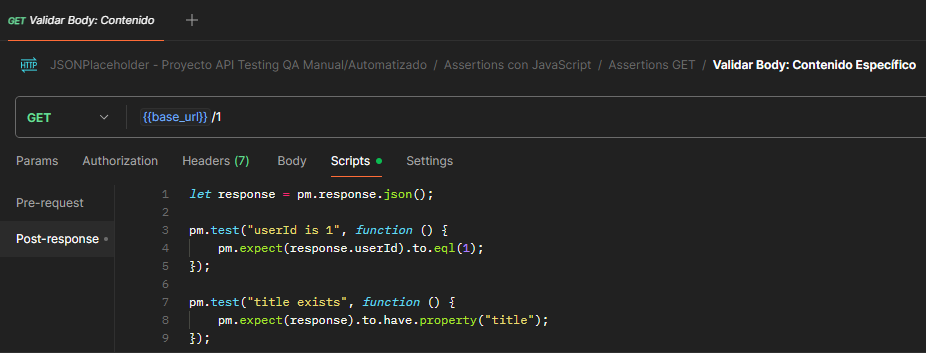 GET Validar Body: Contenido +
HTTP JSONPlaceholder - Proyecto API Testing QA Manual/Automatizado / Assertions con JavaScript / Assertions GET / Validar Body: Contenido Específico
GET {{base_url}} /1
Params Authorization Headers (7) Body Scripts Settings
Pre-request
Post-response
1 let response = pm.response.json();
2
3 pm.test("userId is 1", function () {
4 pm.expect(response.userId).to.eql(1);
5 });
6
7 pm.test("title exists", function () {
8 pm.expect(response).to.have.property("title");
9 });